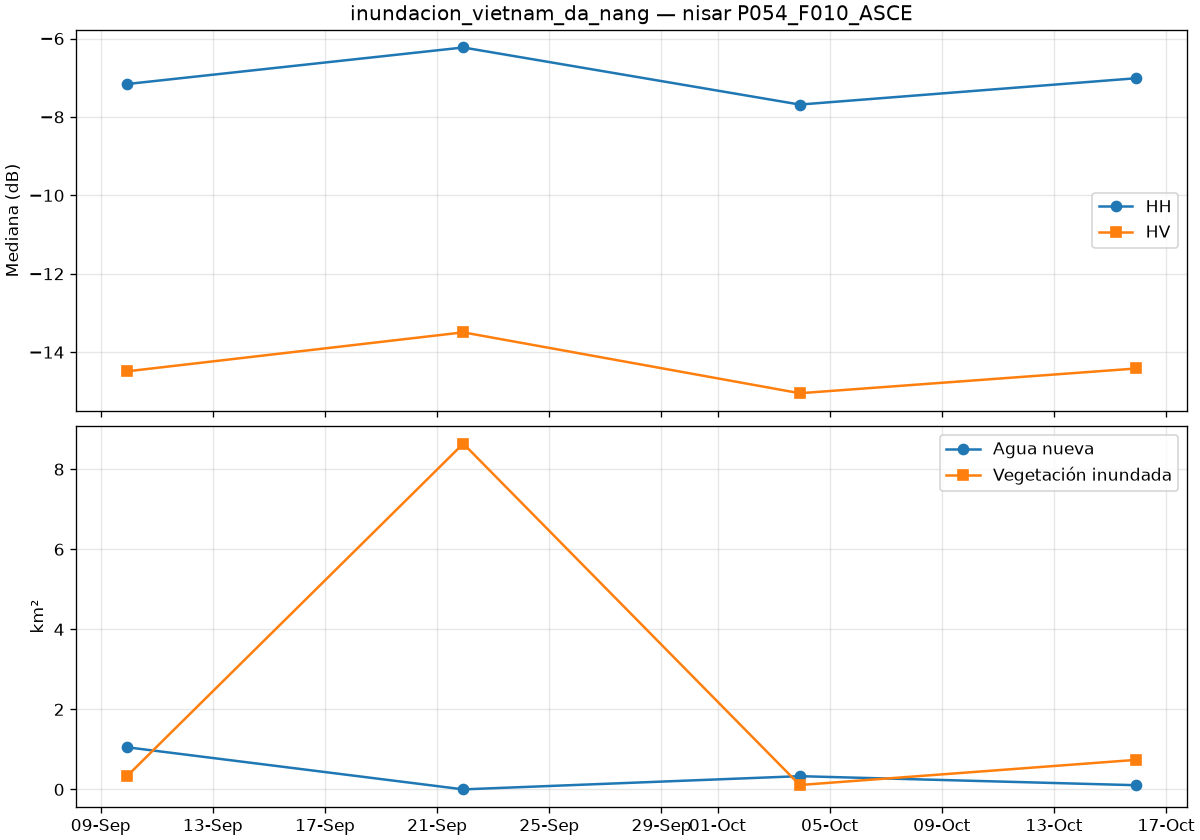 inundacion_vietnam_da_nang — nisar P054_F010_ASCE
−6
−8
−10
−12
−14
Mediana (dB)
HH
HV
8
6
4
2
0
km²
Agua nueva
Vegetación inundada
09-Sep 13-Sep 17-Sep 21-Sep 25-Sep 29-Sep 01-Oct 05-Oct 09-Oct 13-Oct 17-Oct